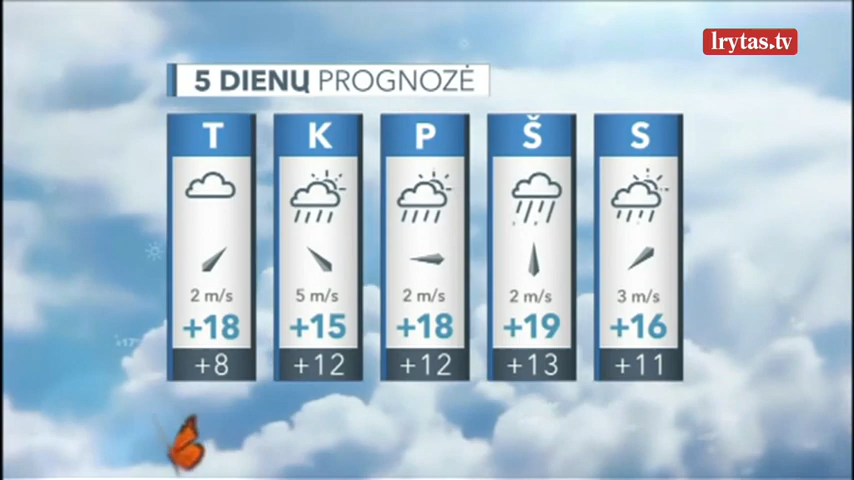 lrytas.tv
5 DIENŲ PROGNOZĖ
T K P Š S
2 m/s 5 m/s 2 m/s 2 m/s 3 m/s
+18 +15 +18 +19 +16
+8 +12 +12 +13 +11